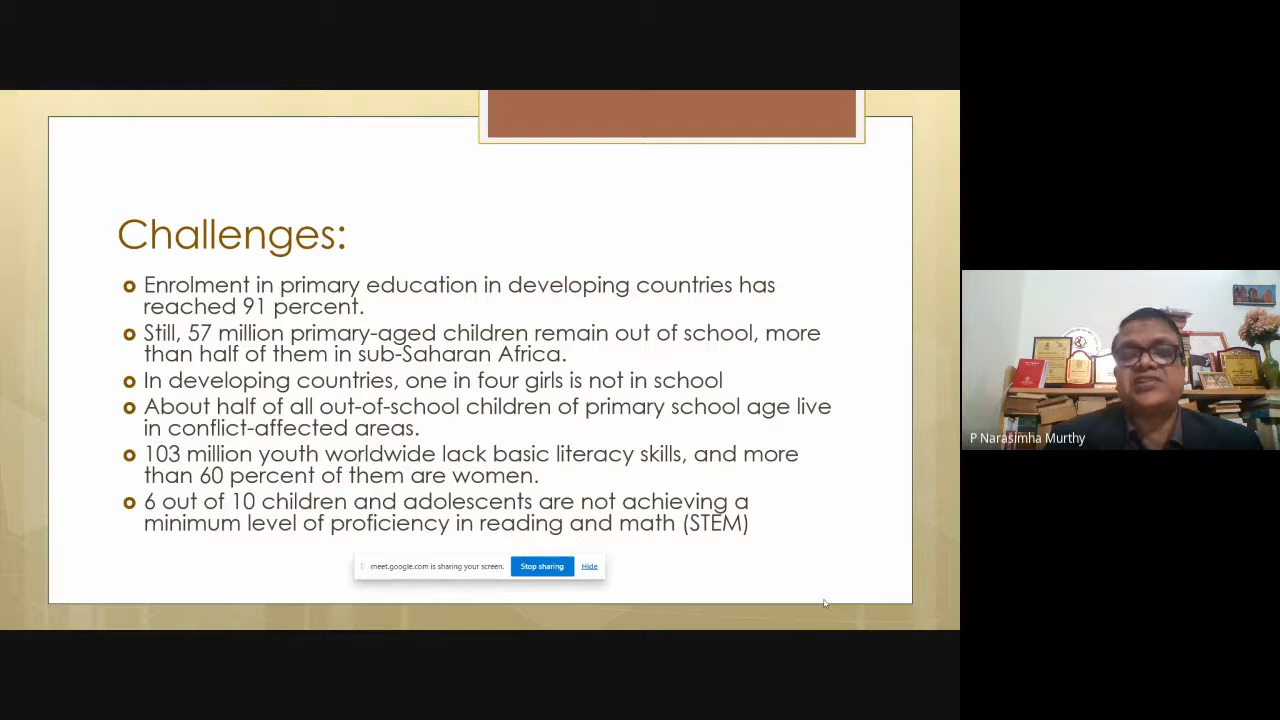 Challenges:
Enrolment in primary education in developing countries has
reached 91 percent.
Still, 57 million primary-aged children remain out of school, more
than half of them in sub-Saharan Africa.
In developing countries, one in four girls is not in school
About half of all out-of-school children of primary school age live
in conflict-affected areas.
103 million youth worldwide lack basic literacy skills, and more
than 60 percent of them are women.
6 out of 10 children and adolescents are not achieving a
minimum level of proficiency in reading and math (STEM)
meet.google.com is sharing your screen. Stop sharing Hide
P Narasimha Murthy